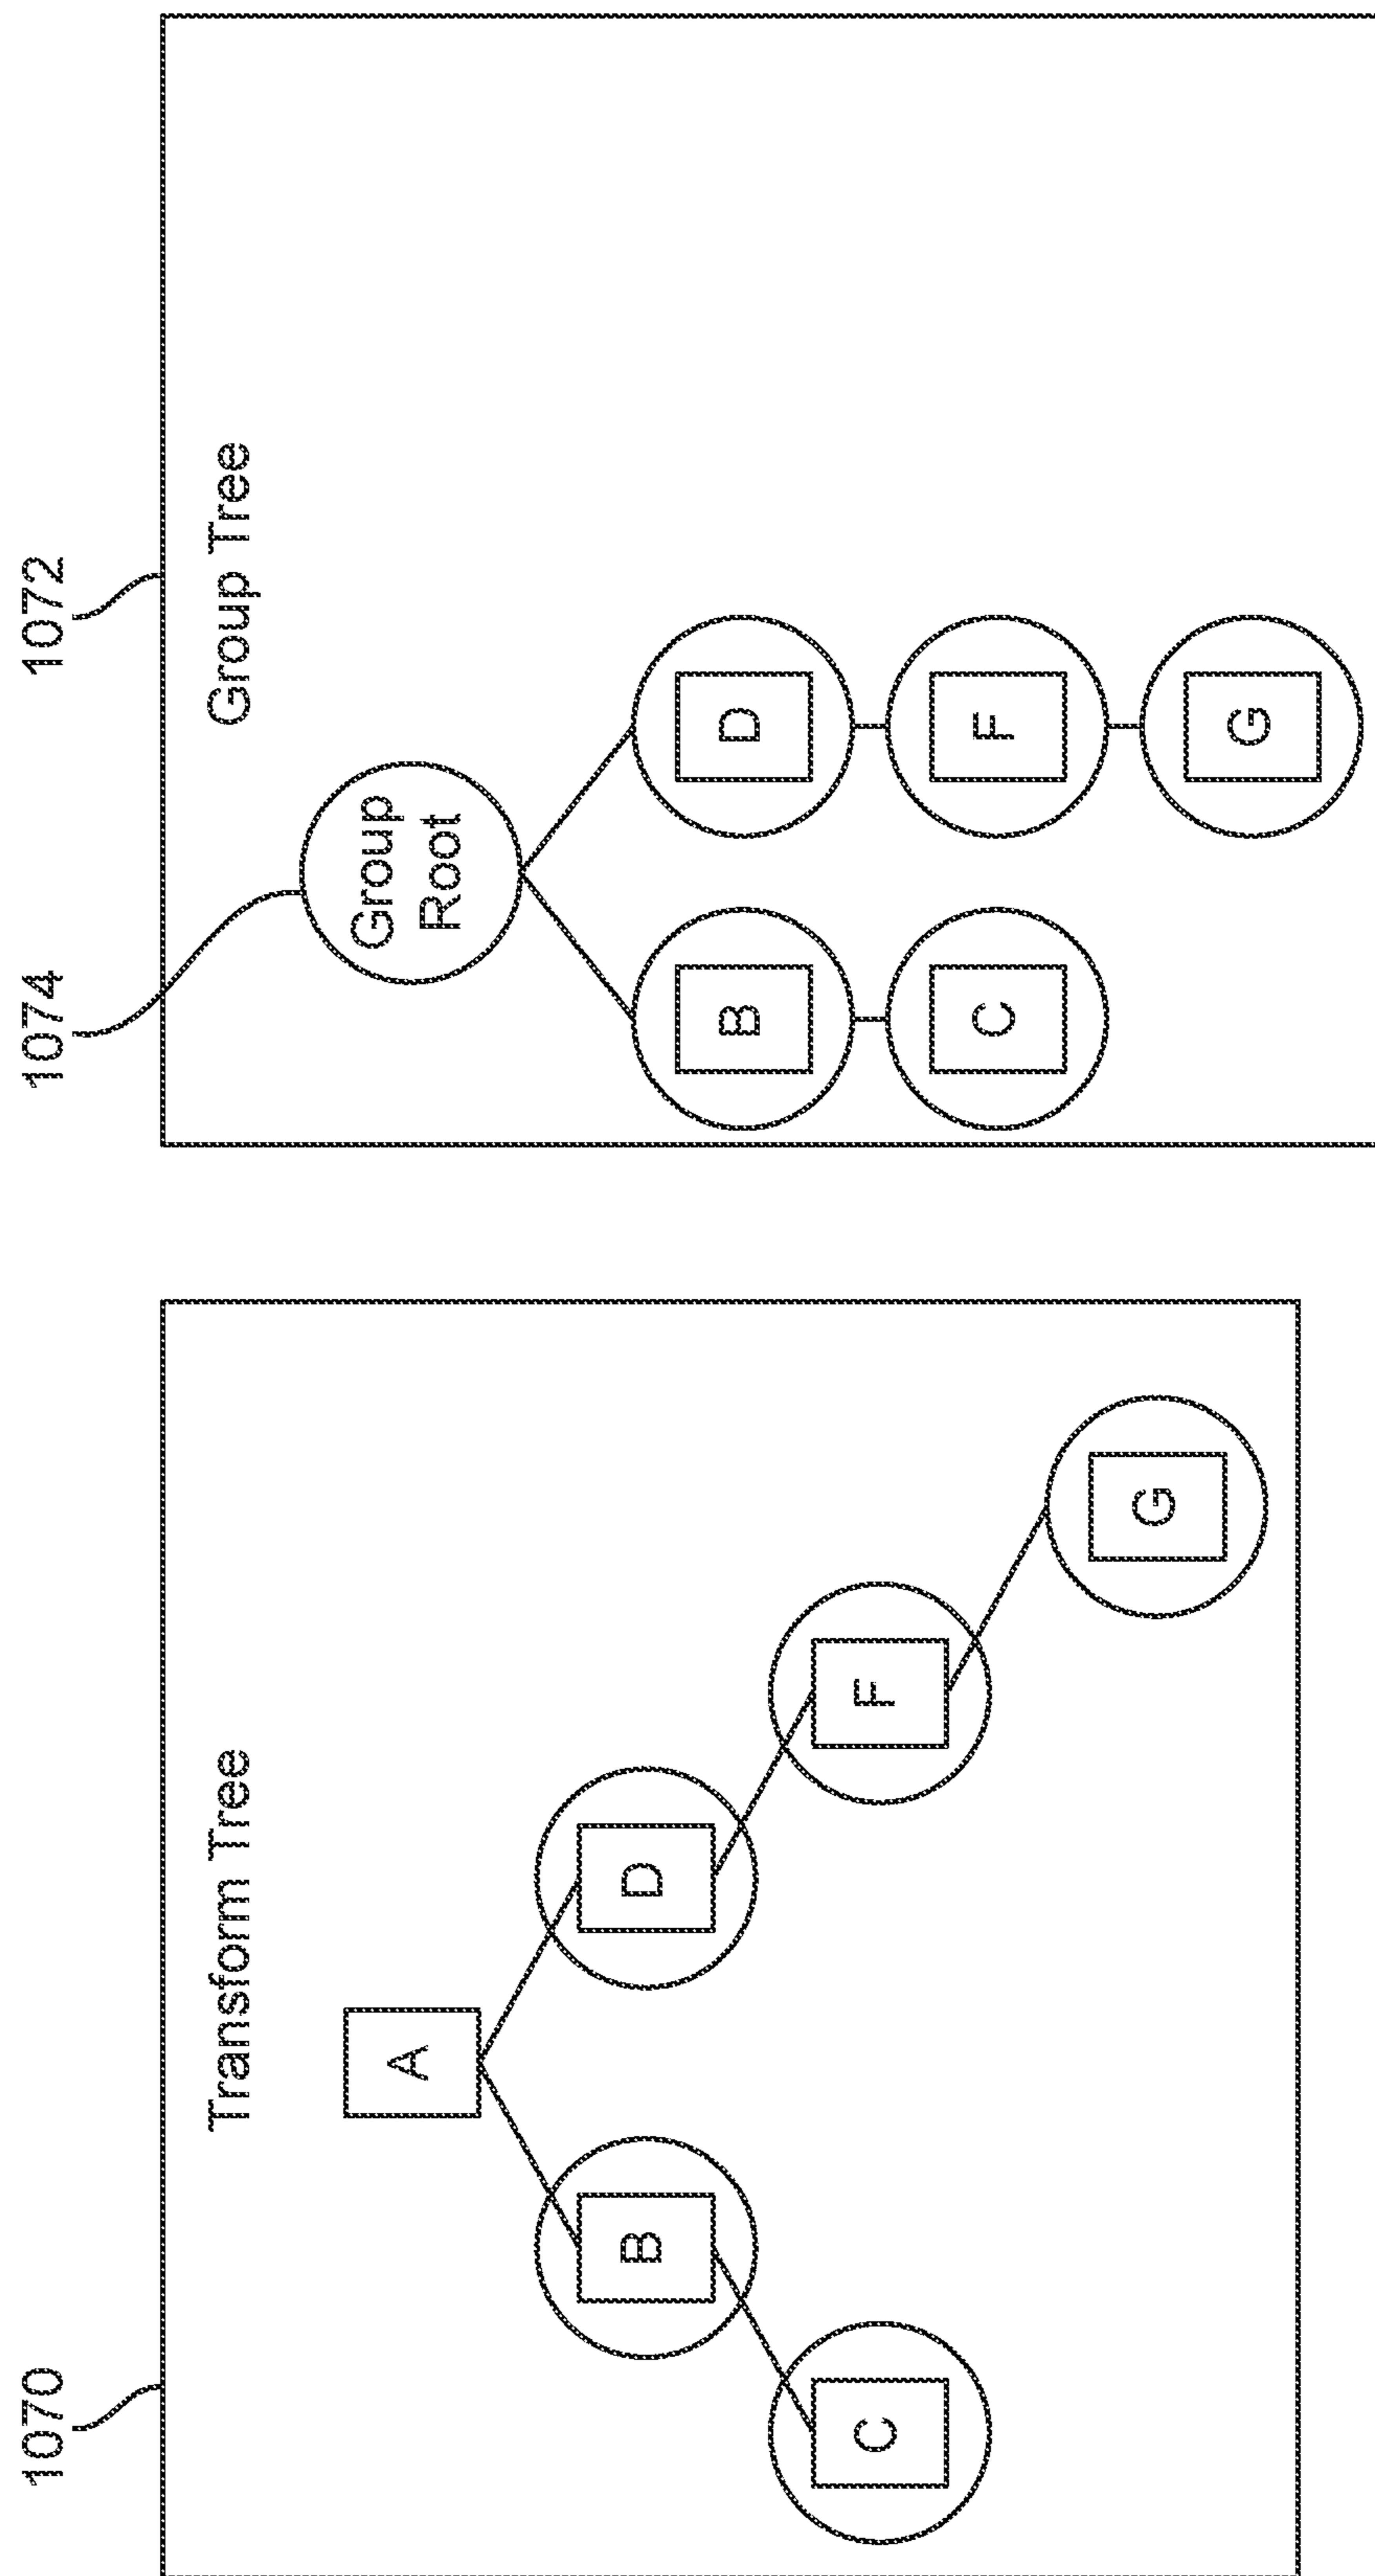 1070
Transform Tree
A
B
D
C
F
G
1072
1074
Group Tree
Group
Root
B
D
C
F
G